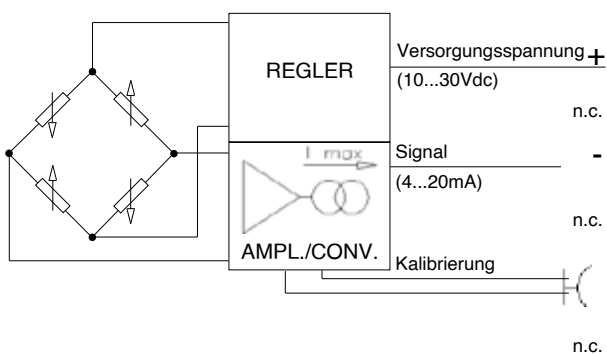 REGLER
Versorgungsspannung +
(10...30Vdc)
n.c.
I max
Signal -
(4...20mA)
n.c.
AMPL./CONV.
Kalibrierung
n.c.